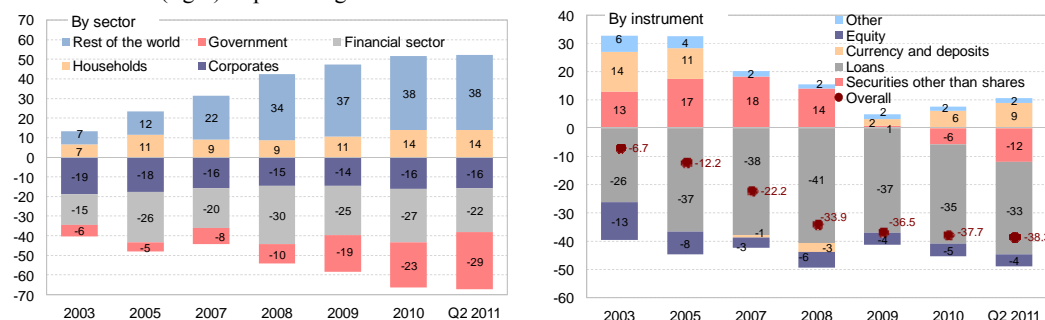 By sector
Rest of the world Government Financial sector
Households Corporates
70
60
50
40
30
20
10
0
-10
-20
-30
-40
-50
-60
-70
7 12 22 34 37 38 38
7 11 9 9 11 14 14
-19 -18 -16 -15 -14 -16 -16
-15 -26 -20 -30 -25 -27 -22
-6 -5 -8 -10 -19 -23 -29
2003 2005 2007 2008 2009 2010 Q2 2011
By instrument
Other
Equity
Currency and deposits
Loans
Securities other than shares
Overall
40
30
20
10
0
-10
-20
-30
-40
-50
-60
6 4 2 2 2 2 2
14 11 2 6 9
13 17 18 14 1 -6 -12
-6.7 -12.2 -22.2 -33.9 -36.5 -37.7 -38.3
-26 -37 -38 -41 -37 -35 -33
-1 -3
-13 -8 -3 -6 -4 -5 -4
2003 2005 2007 2008 2009 2010 Q2 2011